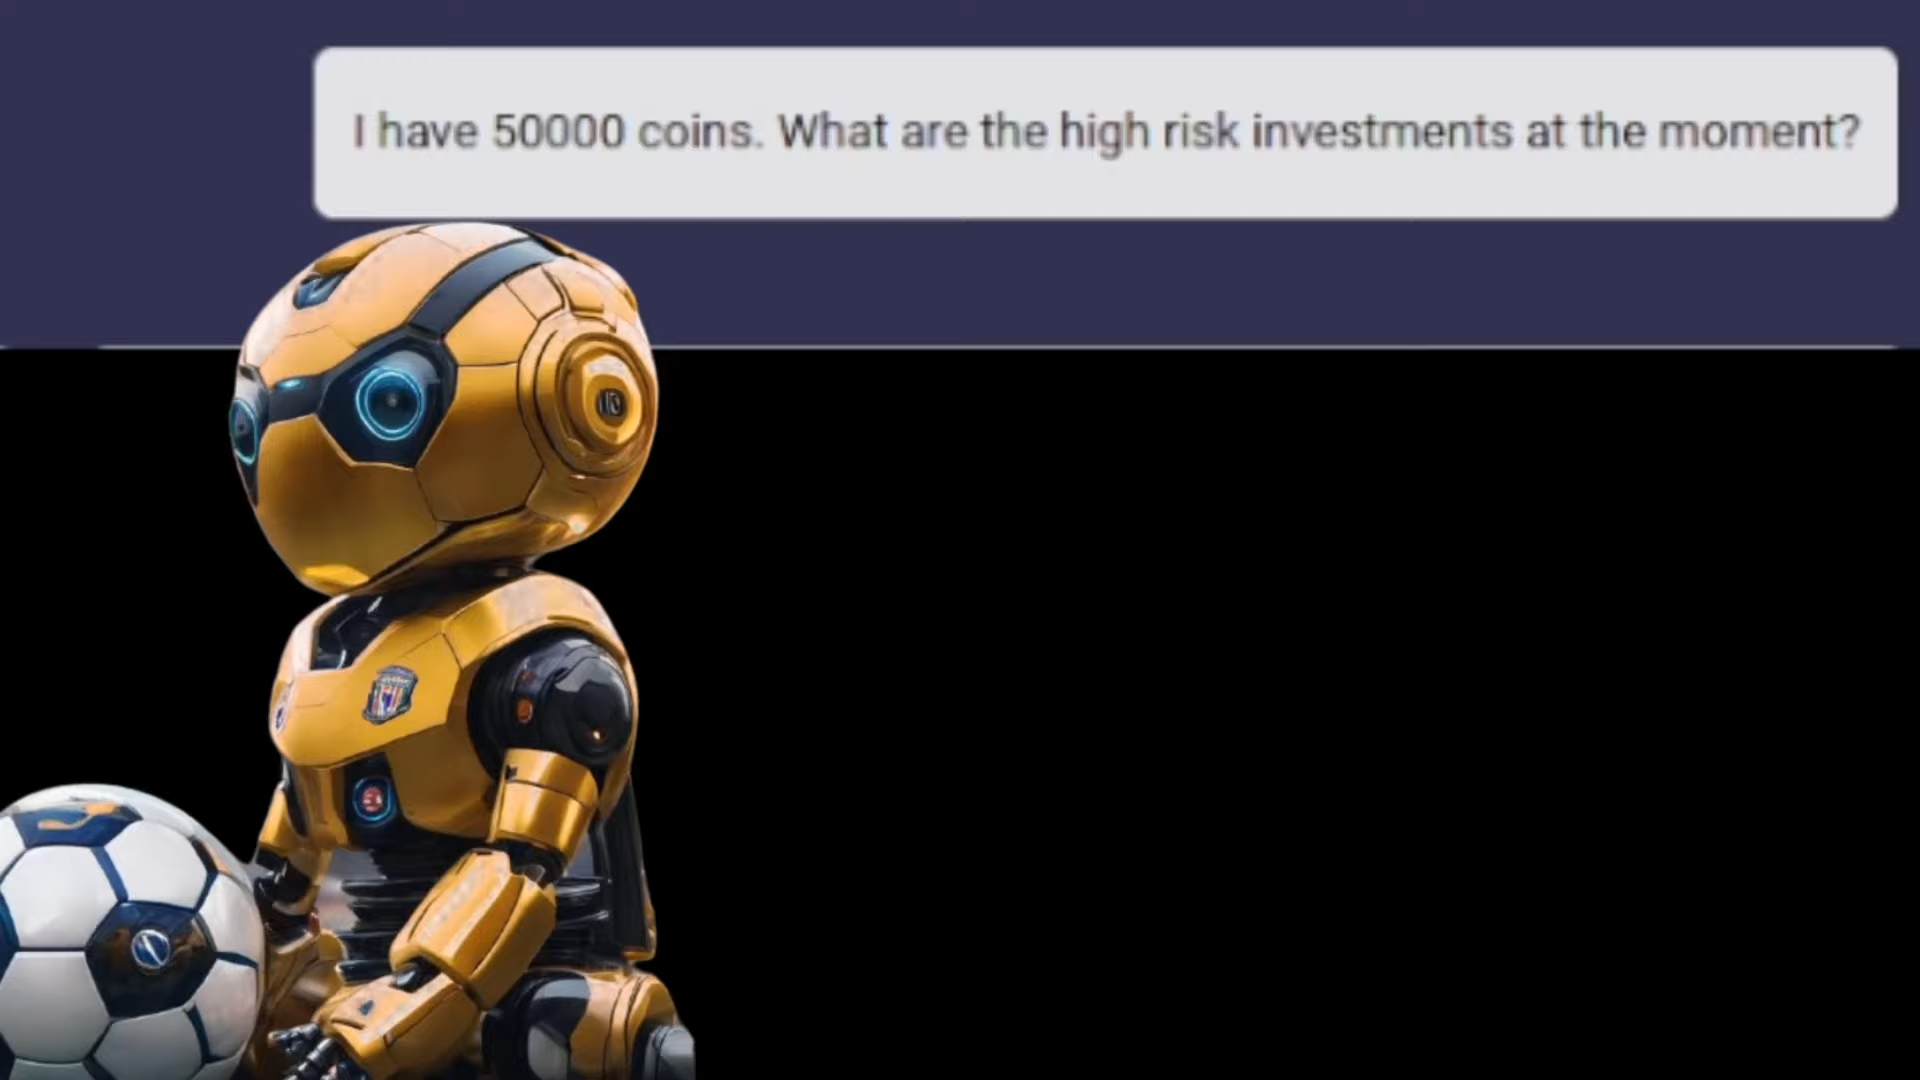 I have 50000 coins. What are the high risk investments at the moment?